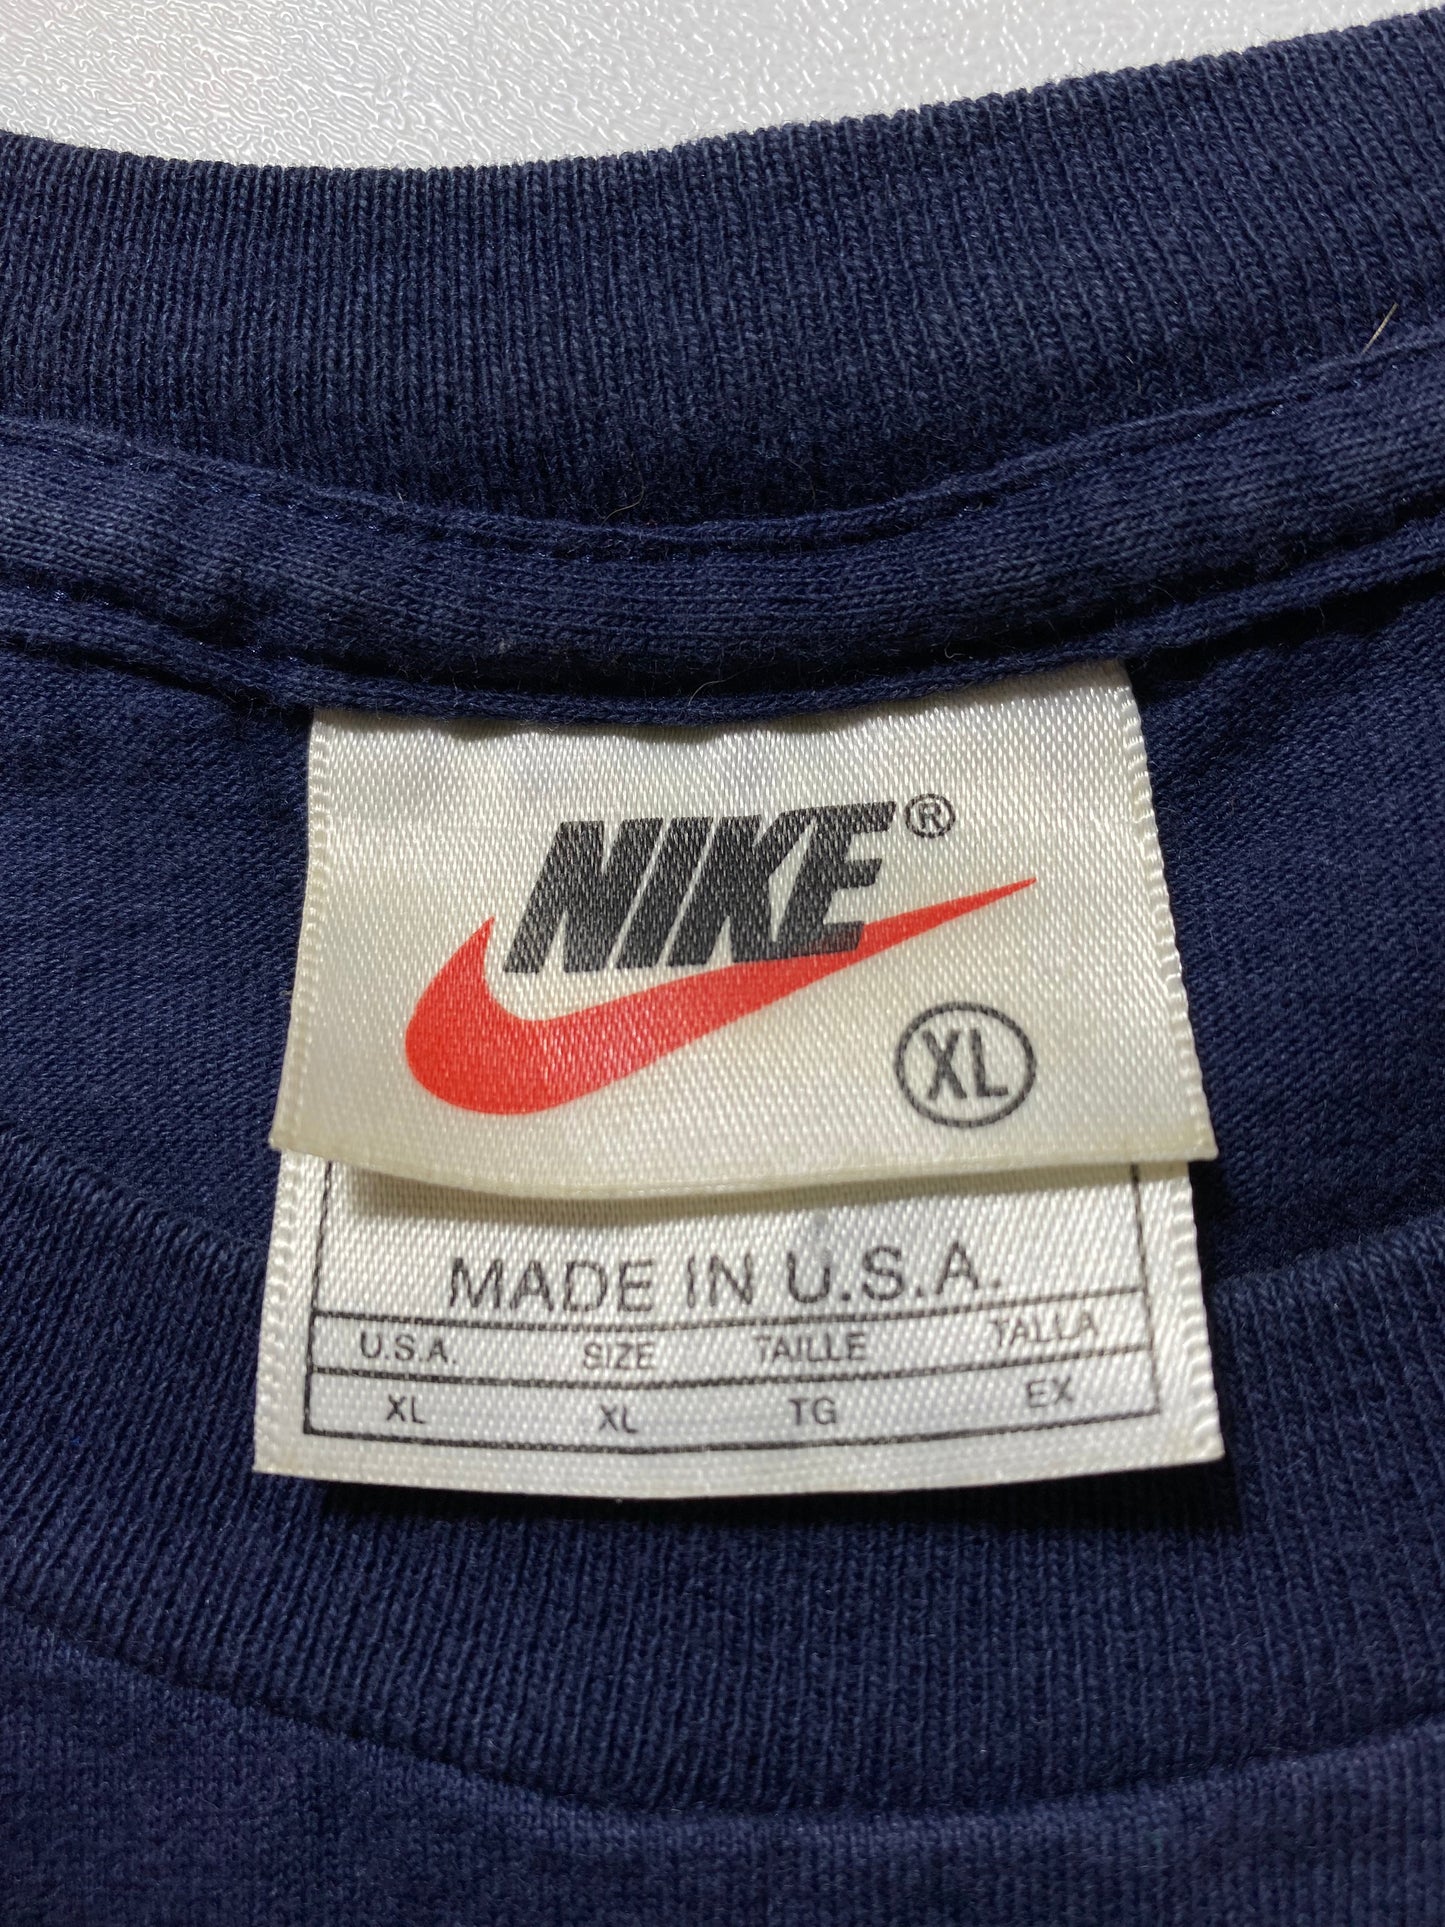 NIKE®
XL
MADE IN U.S.A.
U.S.A. SIZE TAILLE TALLA
XL XL TG EX